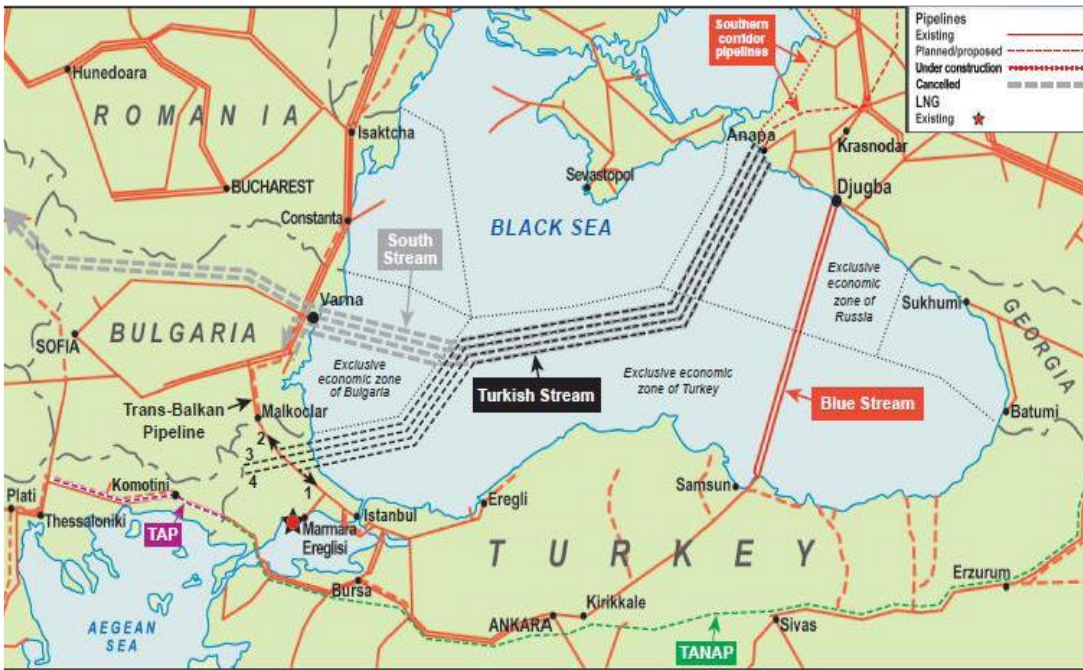 Pipelines
Existing
Planned/proposed
Under construction
Cancelled
LNG
Existing
Southern
corridor
pipelines
Hunedoara
ROMANIA
Isaktcha
Anapa
Krasnodar
Sevastopol
BUCHAREST
Djugba
Constanta
BLACK SEA
South
Stream
Exclusive
economic
zone of
Russia
Varna
Sukhumi
GEORGIA
SOFIA
BULGARIA
Exclusive
economic zone
of Bulgaria
Exclusive economic
zone of Turkey
Turkish Stream
Blue Stream
Trans-Balkan
Pipeline
Malkoclar
Batumi
2
3
4
1
Komotini
Plati
Thessaloniki
TAP
Istanbul
Eregli
Samsun
Marmara
Ereglisi
TURKEY
Bursa
Erzurum
Kirikkale
ANKARA
Sivas
AEGEAN
SEA
TANAP